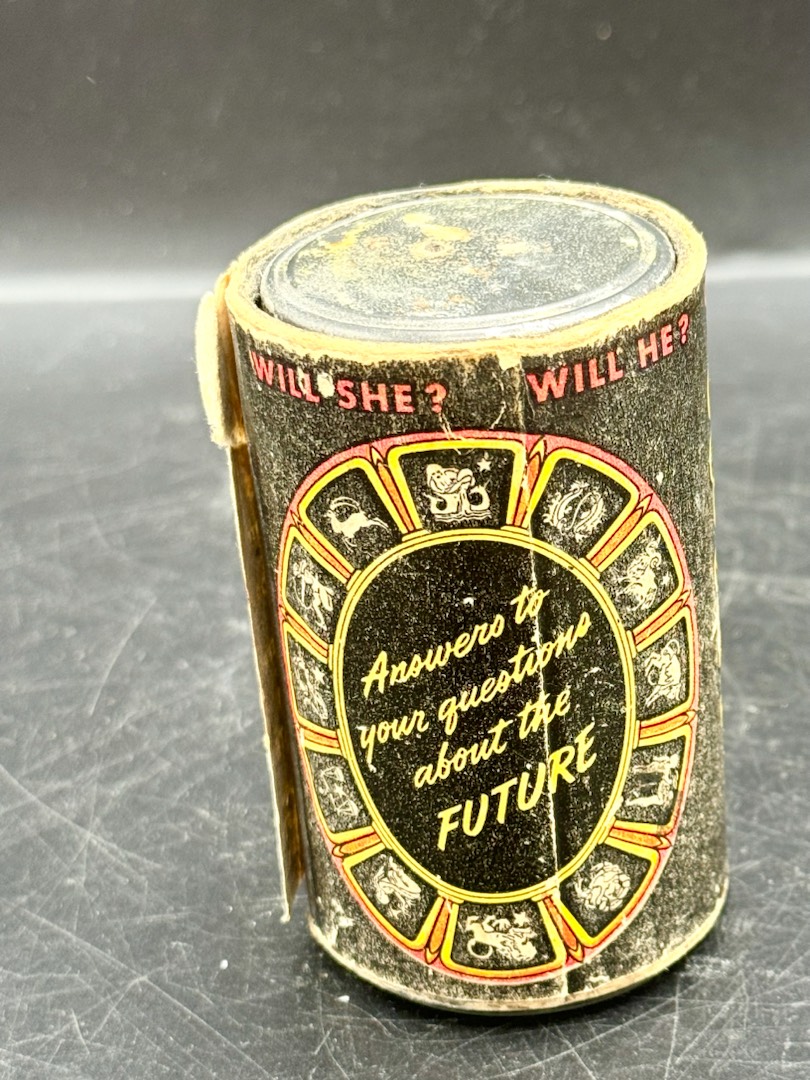 WILL SHE? WILL HE?
Answers to
your questions
about the
FUTURE